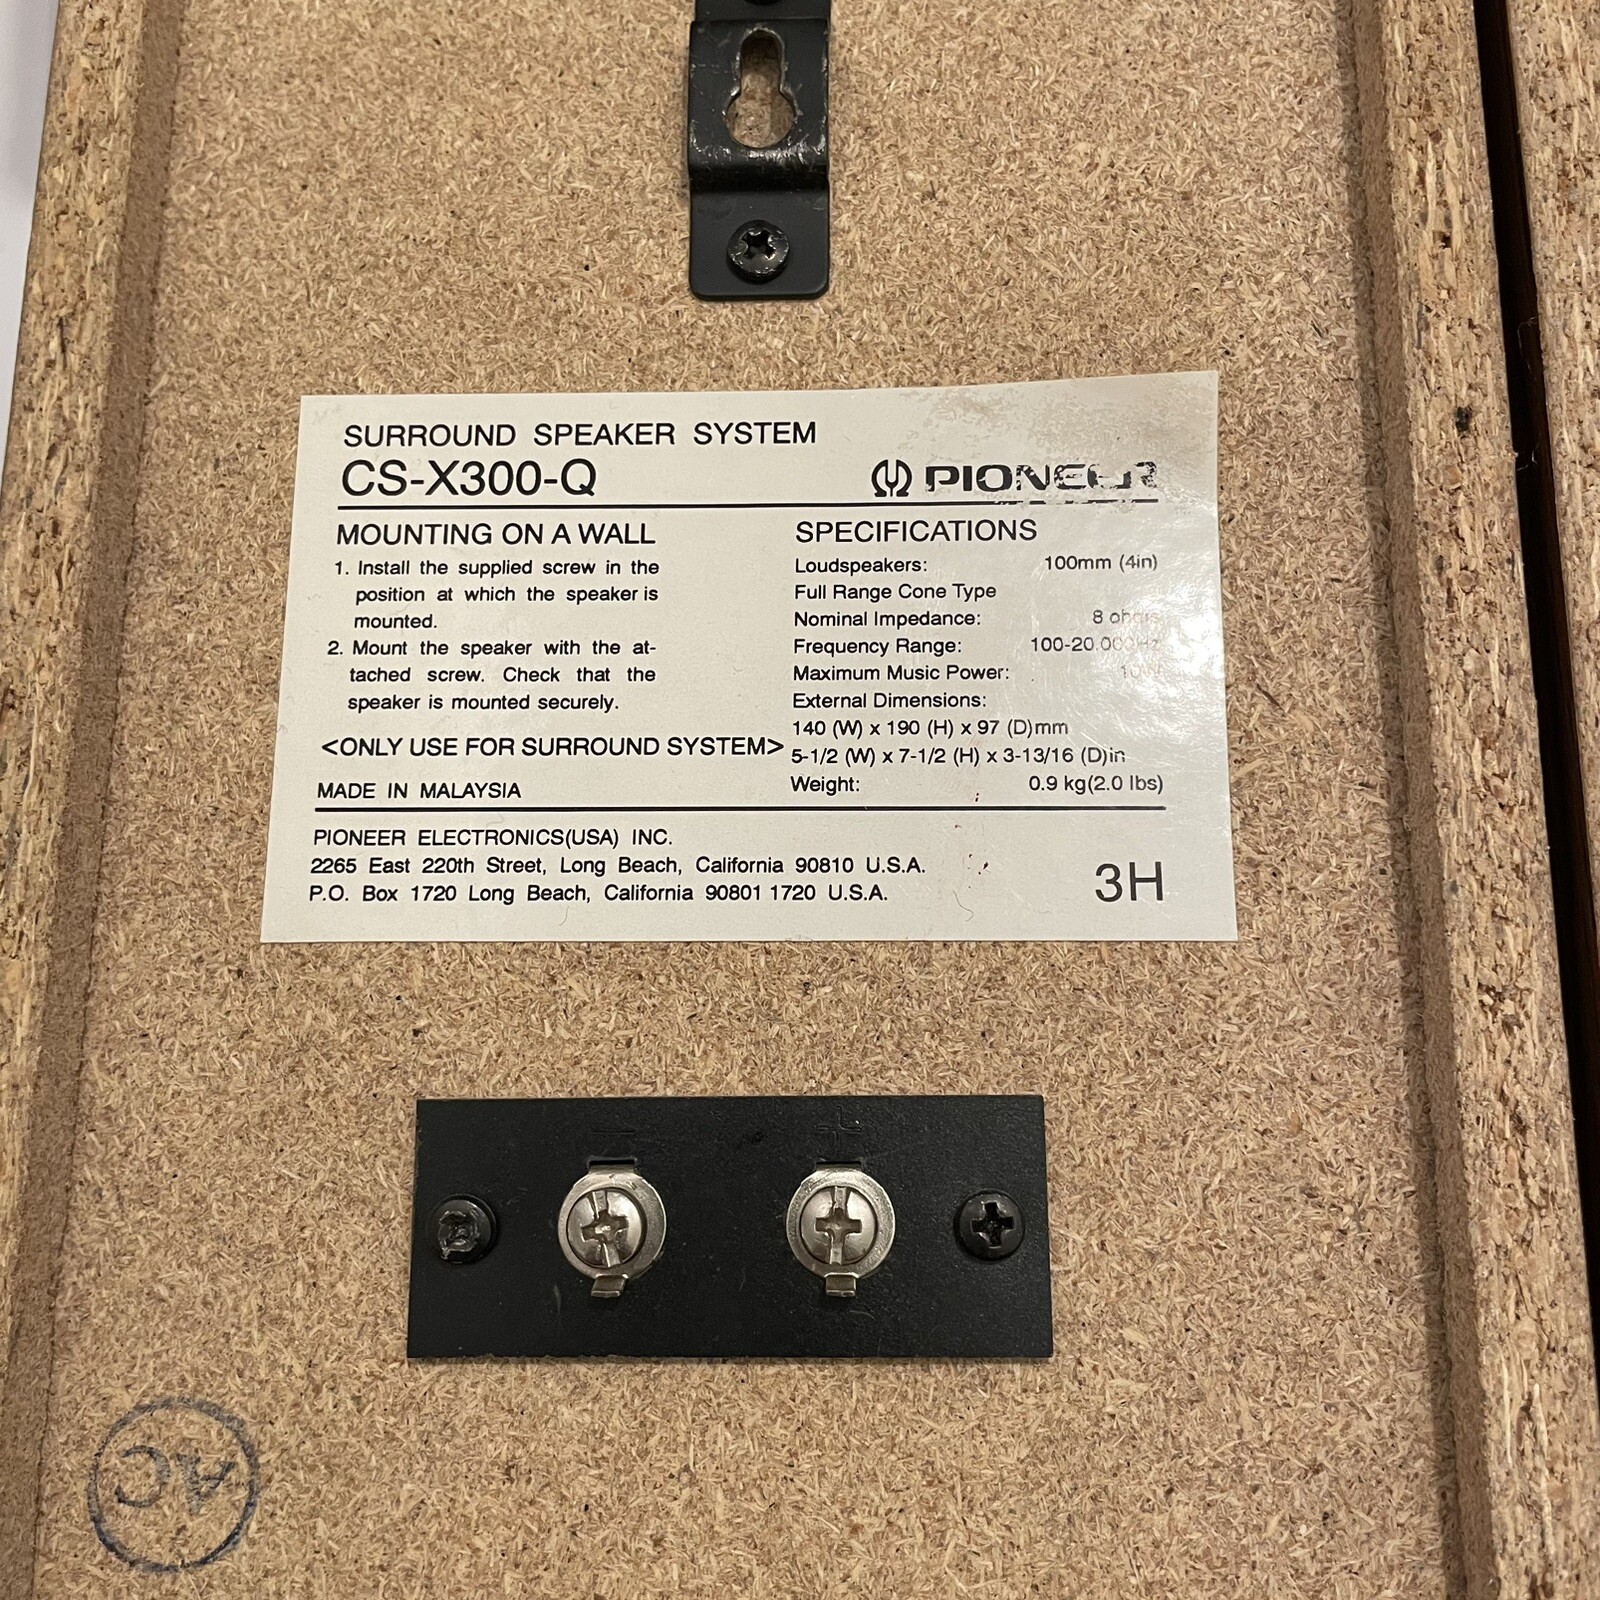 SURROUND SPEAKER SYSTEM
CS-X300-Q
PIONEER
MOUNTING ON A WALL
1. Install the supplied screw in the
position at which the speaker is
mounted.
2. Mount the speaker with the at-
tached screw. Check that the
speaker is mounted securely.
<ONLY USE FOR SURROUND SYSTEM>
MADE IN MALAYSIA
SPECIFICATIONS
Loudspeakers: 100mm (4in)
Full Range Cone Type
Nominal Impedance: 8 ohms
Frequency Range: 100-20.000Hz
Maximum Music Power:
External Dimensions:
140 (W) x 190 (H) x 97 (D)mm
5-1/2 (W) x 7-1/2 (H) x 3-13/16 (D)in
Weight: 0.9 kg(2.0 lbs)
PIONEER ELECTRONICS(USA) INC.
2265 East 220th Street, Long Beach, California 90810 U.S.A.
P.O. Box 1720 Long Beach, California 90801 1720 U.S.A.
3H
- +
AC